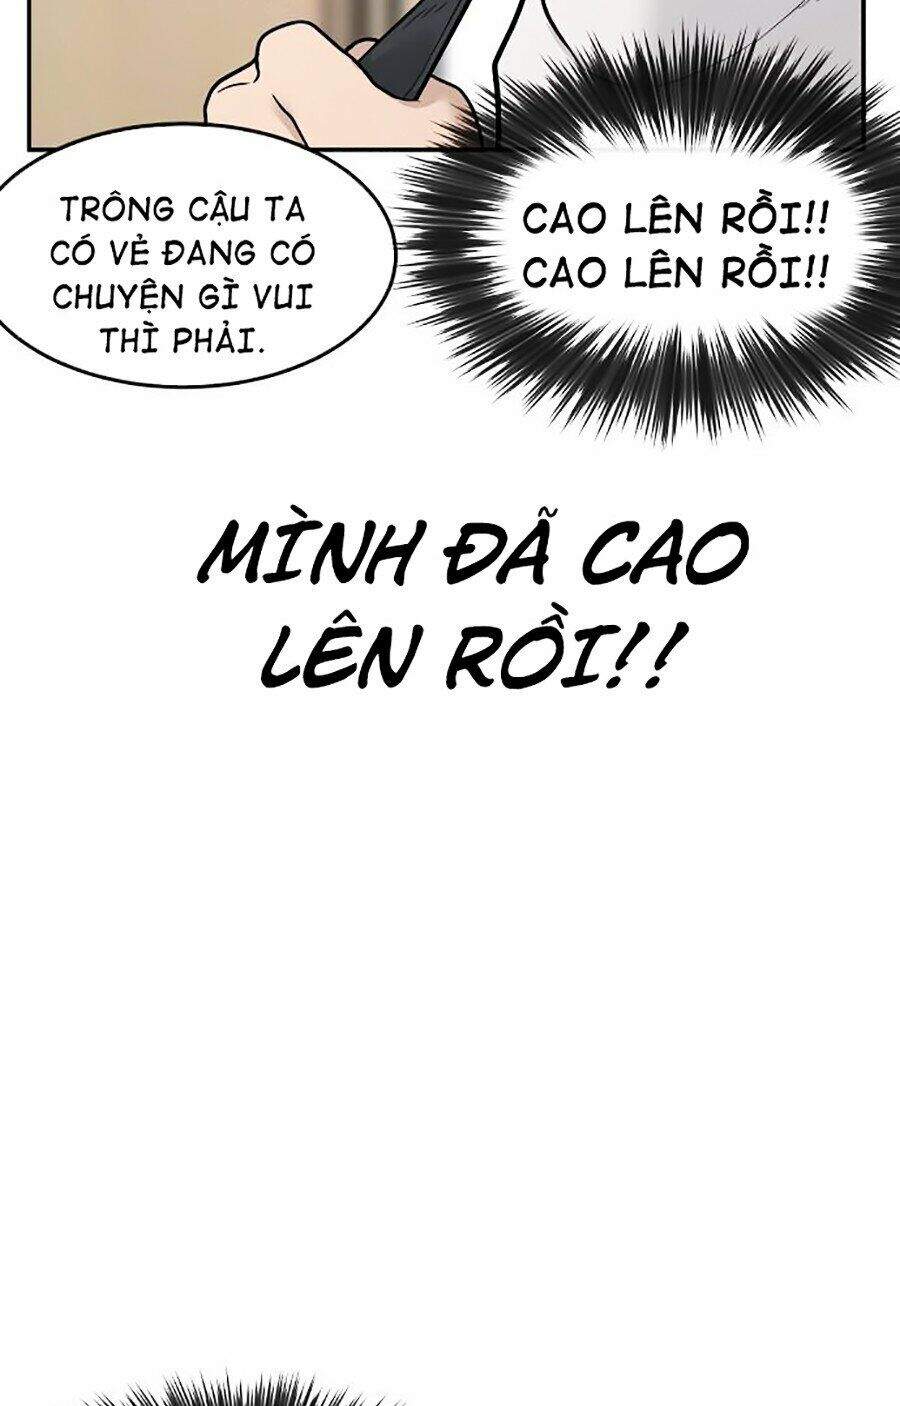 TRÔNG CẬU TA
CÓ VẺ ĐANG CÓ
CHUYỆN GÌ VUI
THÌ PHẢI.
CAO LÊN RỒI!!
CAO LÊN RỒI!!
MÌNH ĐÃ CAO
LÊN RỒI!!